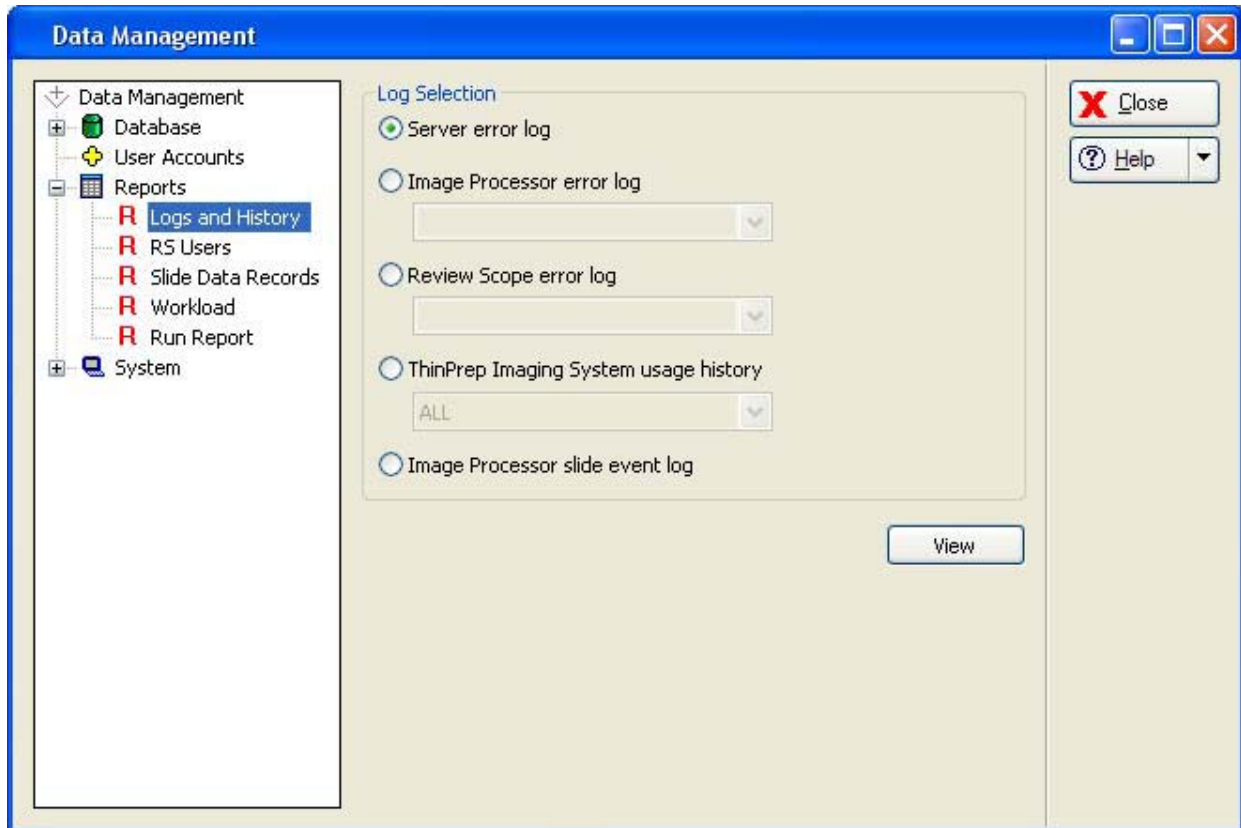 Data Management
Data Management
Database
User Accounts
Reports
R Logs and History
R RS Users
R Slide Data Records
R Workload
R Run Report
System
Log Selection
Server error log
Image Processor error log
Review Scope error log
ThinPrep Imaging System usage history
ALL
Image Processor slide event log
View
X Close
? Help